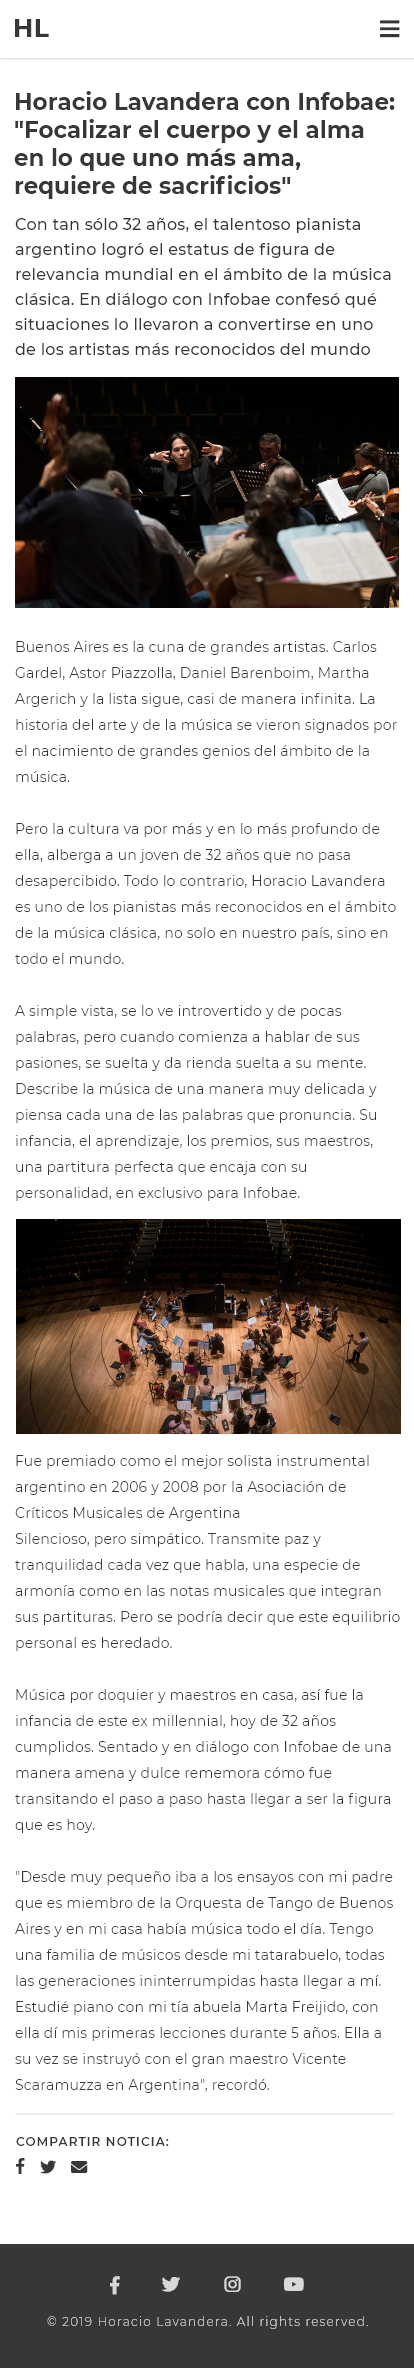 HL
Horacio Lavandera con Infobae:
"Focalizar el cuerpo y el alma
en lo que uno más ama,
requiere de sacrificios"
Con tan sólo 32 años, el talentoso pianista
argentino logró el estatus de figura de
relevancia mundial en el ámbito de la música
clásica. En diálogo con Infobae confesó qué
situaciones lo llevaron a convertirse en uno
de los artistas más reconocidos del mundo
Buenos Aires es la cuna de grandes artistas. Carlos
Gardel, Astor Piazzolla, Daniel Barenboim, Martha
Argerich y la lista sigue, casi de manera infinita. La
historia del arte y de la música se vieron signados por
el nacimiento de grandes genios del ámbito de la
música.
Pero la cultura va por más y en lo más profundo de
ella, alberga a un joven de 32 años que no pasa
desapercibido. Todo lo contrario, Horacio Lavandera
es uno de los pianistas más reconocidos en el ámbito
de la música clásica, no solo en nuestro país, sino en
todo el mundo.
A simple vista, se lo ve introvertido y de pocas
palabras, pero cuando comienza a hablar de sus
pasiones, se suelta y da rienda suelta a su mente.
Describe la música de una manera muy delicada y
piensa cada una de las palabras que pronuncia. Su
infancia, el aprendizaje, los premios, sus maestros,
una partitura perfecta que encaja con su
personalidad, en exclusivo para Infobae.
Fue premiado como el mejor solista instrumental
argentino en 2006 y 2008 por la Asociación de
Críticos Musicales de Argentina
Silencioso, pero simpático. Transmite paz y
tranquilidad cada vez que habla, una especie de
armonía como en las notas musicales que integran
sus partituras. Pero se podría decir que este equilibrio
personal es heredado.
Música por doquier y maestros en casa, así fue la
infancia de este ex millennial, hoy de 32 años
cumplidos. Sentado y en diálogo con Infobae de una
manera amena y dulce rememora cómo fue
transitando el paso a paso hasta llegar a ser la figura
que es hoy.
"Desde muy pequeño iba a los ensayos con mi padre
que es miembro de la Orquesta de Tango de Buenos
Aires y en mi casa había música todo el día. Tengo
una familia de músicos desde mi tatarabuelo, todas
las generaciones ininterrumpidas hasta llegar a mí.
Estudié piano con mi tía abuela Marta Freijido, con
ella dí mis primeras lecciones durante 5 años. Ella a
su vez se instruyó con el gran maestro Vicente
Scaramuzza en Argentina", recordó.
COMPARTIR NOTICIA:
© 2019 Horacio Lavandera. All rights reserved.